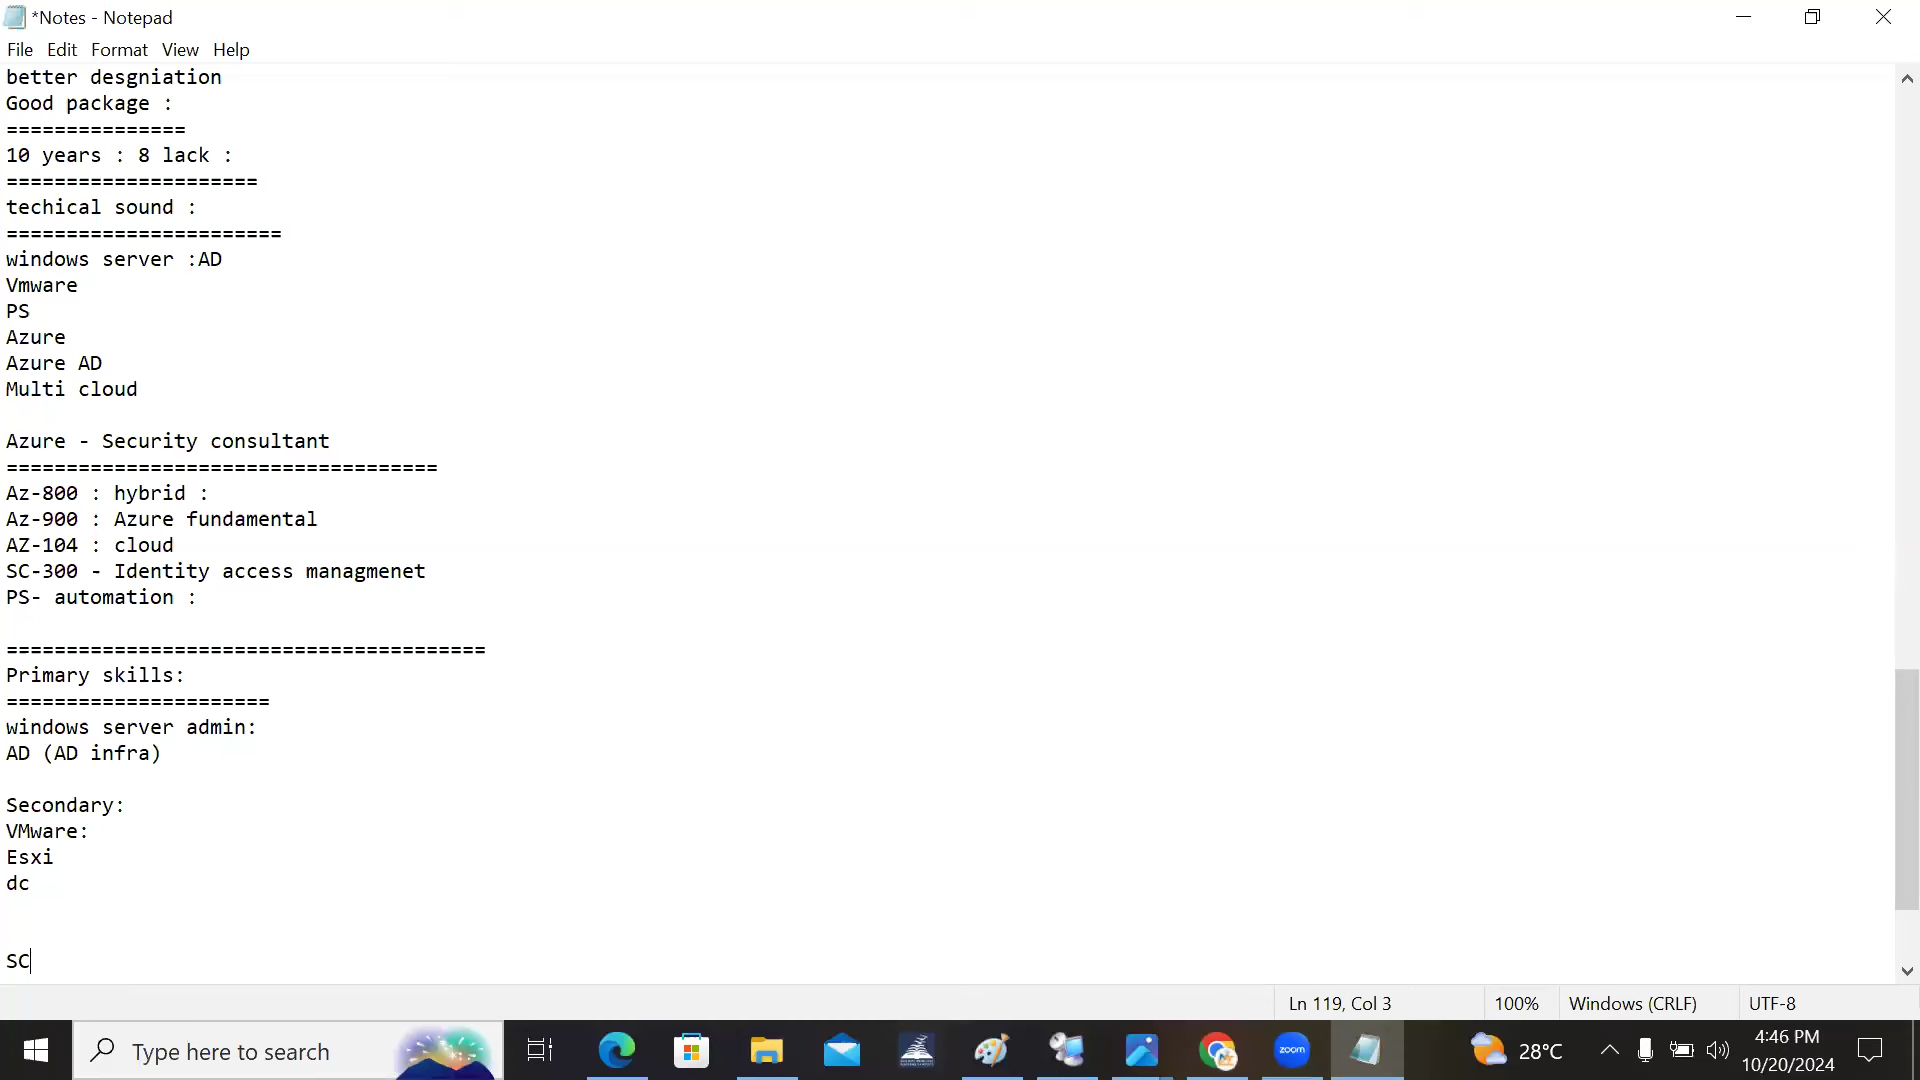 *Notes - Notepad
File Edit Format View Help
better desgniation
Good package :
===============
10 years : 8 lack :
=====================
techical sound :
=======================
windows server :AD
Vmware
PS
Azure
Azure AD
Multi cloud
Azure - Security consultant
====================================
Az-800 : hybrid :
Az-900 : Azure fundamental
AZ-104 : cloud
SC-300 - Identity access managmenet
PS- automation :
========================================
Primary skills:
======================
windows server admin:
AD (AD infra)
Secondary:
VMware:
Esxi
dc
SC
Ln 119, Col 3
100%
Windows (CRLF)
UTF-8
Type here to search
zoom
28°C
4:46 PM
10/20/2024